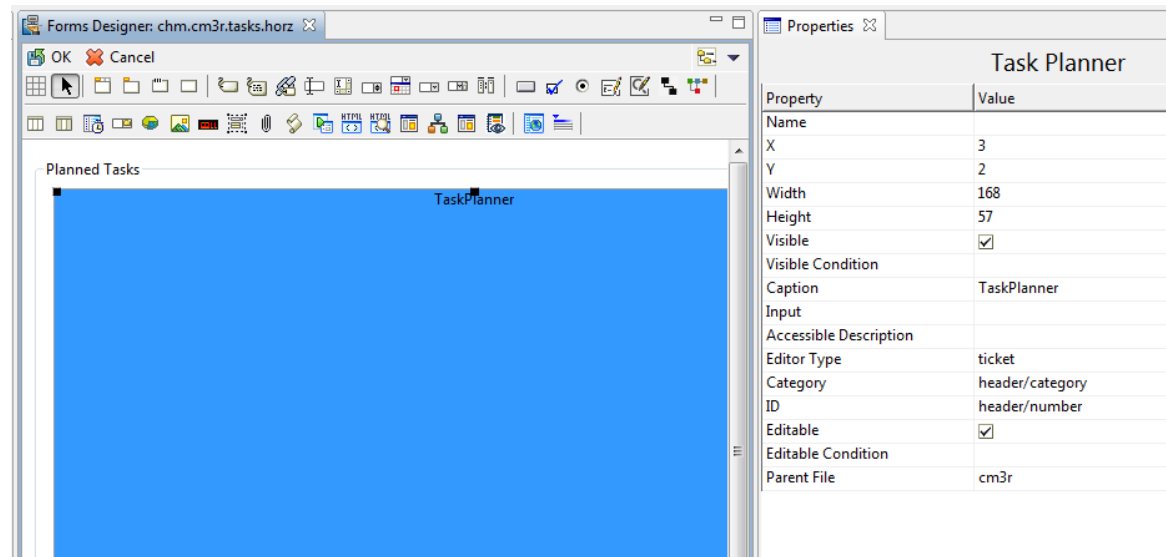 Forms Designer: chm.cm3r.tasks.horz
OK Cancel
HTML HTML
Planned Tasks
TaskPlanner
Properties
Task Planner
Property Value
Name
X 3
Y 2
Width 168
Height 57
Visible
Visible Condition
Caption TaskPlanner
Input
Accessible Description
Editor Type ticket
Category header/category
ID header/number
Editable
Editable Condition
Parent File cm3r